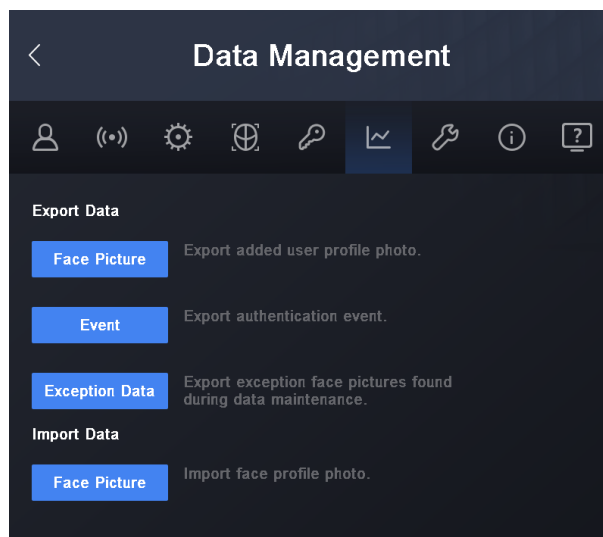 Data Management
Export Data
Face Picture
Export added user profile photo.
Event
Export authentication event.
Exception Data
Export exception face pictures found
during data maintenance.
Import Data
Face Picture
Import face profile photo.